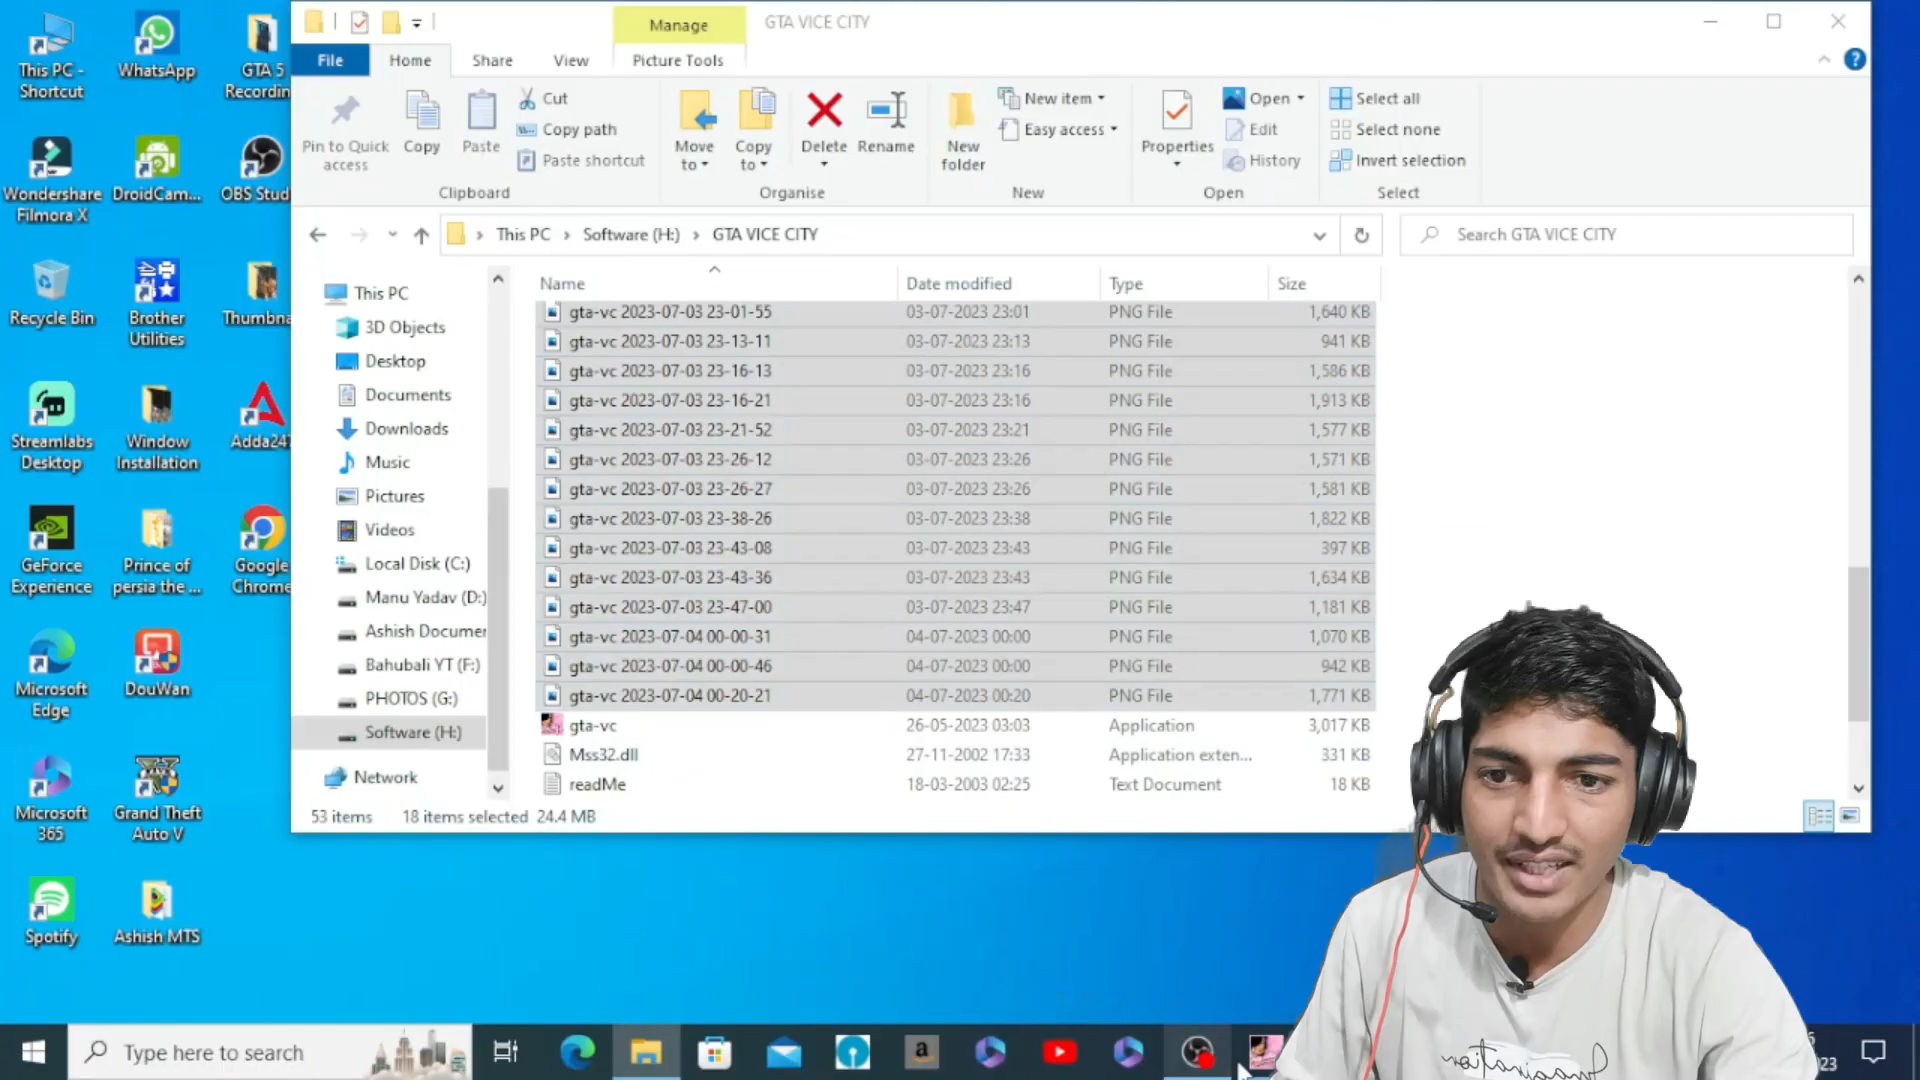 Manage
GTA VICE CITY
File
Home
Share
View
Picture Tools
Pin to Quick access
Copy
Paste
Cut
Copy path
Paste shortcut
Clipboard
Move to
Copy to
Delete
Rename
Organise
New folder
New item
Easy access
New
Properties
Open
Edit
History
Open
Select all
Select none
Invert selection
Select
This PC
Software (H:)
GTA VICE CITY
Search GTA VICE CITY
Name
Date modified
Type
Size
gta-vc 2023-07-03 23-01-55 03-07-2023 23:01 PNG File 1,640 KB
gta-vc 2023-07-03 23-13-11 03-07-2023 23:13 PNG File 941 KB
gta-vc 2023-07-03 23-16-13 03-07-2023 23:16 PNG File 1,586 KB
gta-vc 2023-07-03 23-16-21 03-07-2023 23:16 PNG File 1,913 KB
gta-vc 2023-07-03 23-21-52 03-07-2023 23:21 PNG File 1,577 KB
gta-vc 2023-07-03 23-26-12 03-07-2023 23:26 PNG File 1,571 KB
gta-vc 2023-07-03 23-26-27 03-07-2023 23:26 PNG File 1,581 KB
gta-vc 2023-07-03 23-38-26 03-07-2023 23:38 PNG File 1,822 KB
gta-vc 2023-07-03 23-43-08 03-07-2023 23:43 PNG File 397 KB
gta-vc 2023-07-03 23-43-36 03-07-2023 23:43 PNG File 1,634 KB
gta-vc 2023-07-03 23-47-00 03-07-2023 23:47 PNG File 1,181 KB
gta-vc 2023-07-04 00-00-31 04-07-2023 00:00 PNG File 1,070 KB
gta-vc 2023-07-04 00-00-46 04-07-2023 00:00 PNG File 942 KB
gta-vc 2023-07-04 00-20-21 04-07-2023 00:20 PNG File 1,771 KB
gta-vc 26-05-2023 03:03 Application 3,017 KB
Mss32.dll 27-11-2002 17:33 Application exten... 331 KB
readMe 18-03-2003 02:25 Text Document 18 KB
This PC
3D Objects
Desktop
Documents
Downloads
Music
Pictures
Videos
Local Disk (C:)
Manu Yadav (D:)
Ashish Documer
Bahubali YT (F:)
PHOTOS (G:)
Software (H:)
Network
53 items 18 items selected 24.4 MB
This PC - Shortcut
WhatsApp
GTA 5 Recordin
Wondershare Filmora X
DroidCam...
OBS Stud
Recycle Bin
Brother Utilities
Thumbna
Streamlabs Desktop
Window Installation
Adda247
GeForce Experience
Prince of persia the ...
Google Chrome
Microsoft Edge
DouWan
Microsoft 365
Grand Theft Auto V
Spotify
Ashish MTS
Type here to search